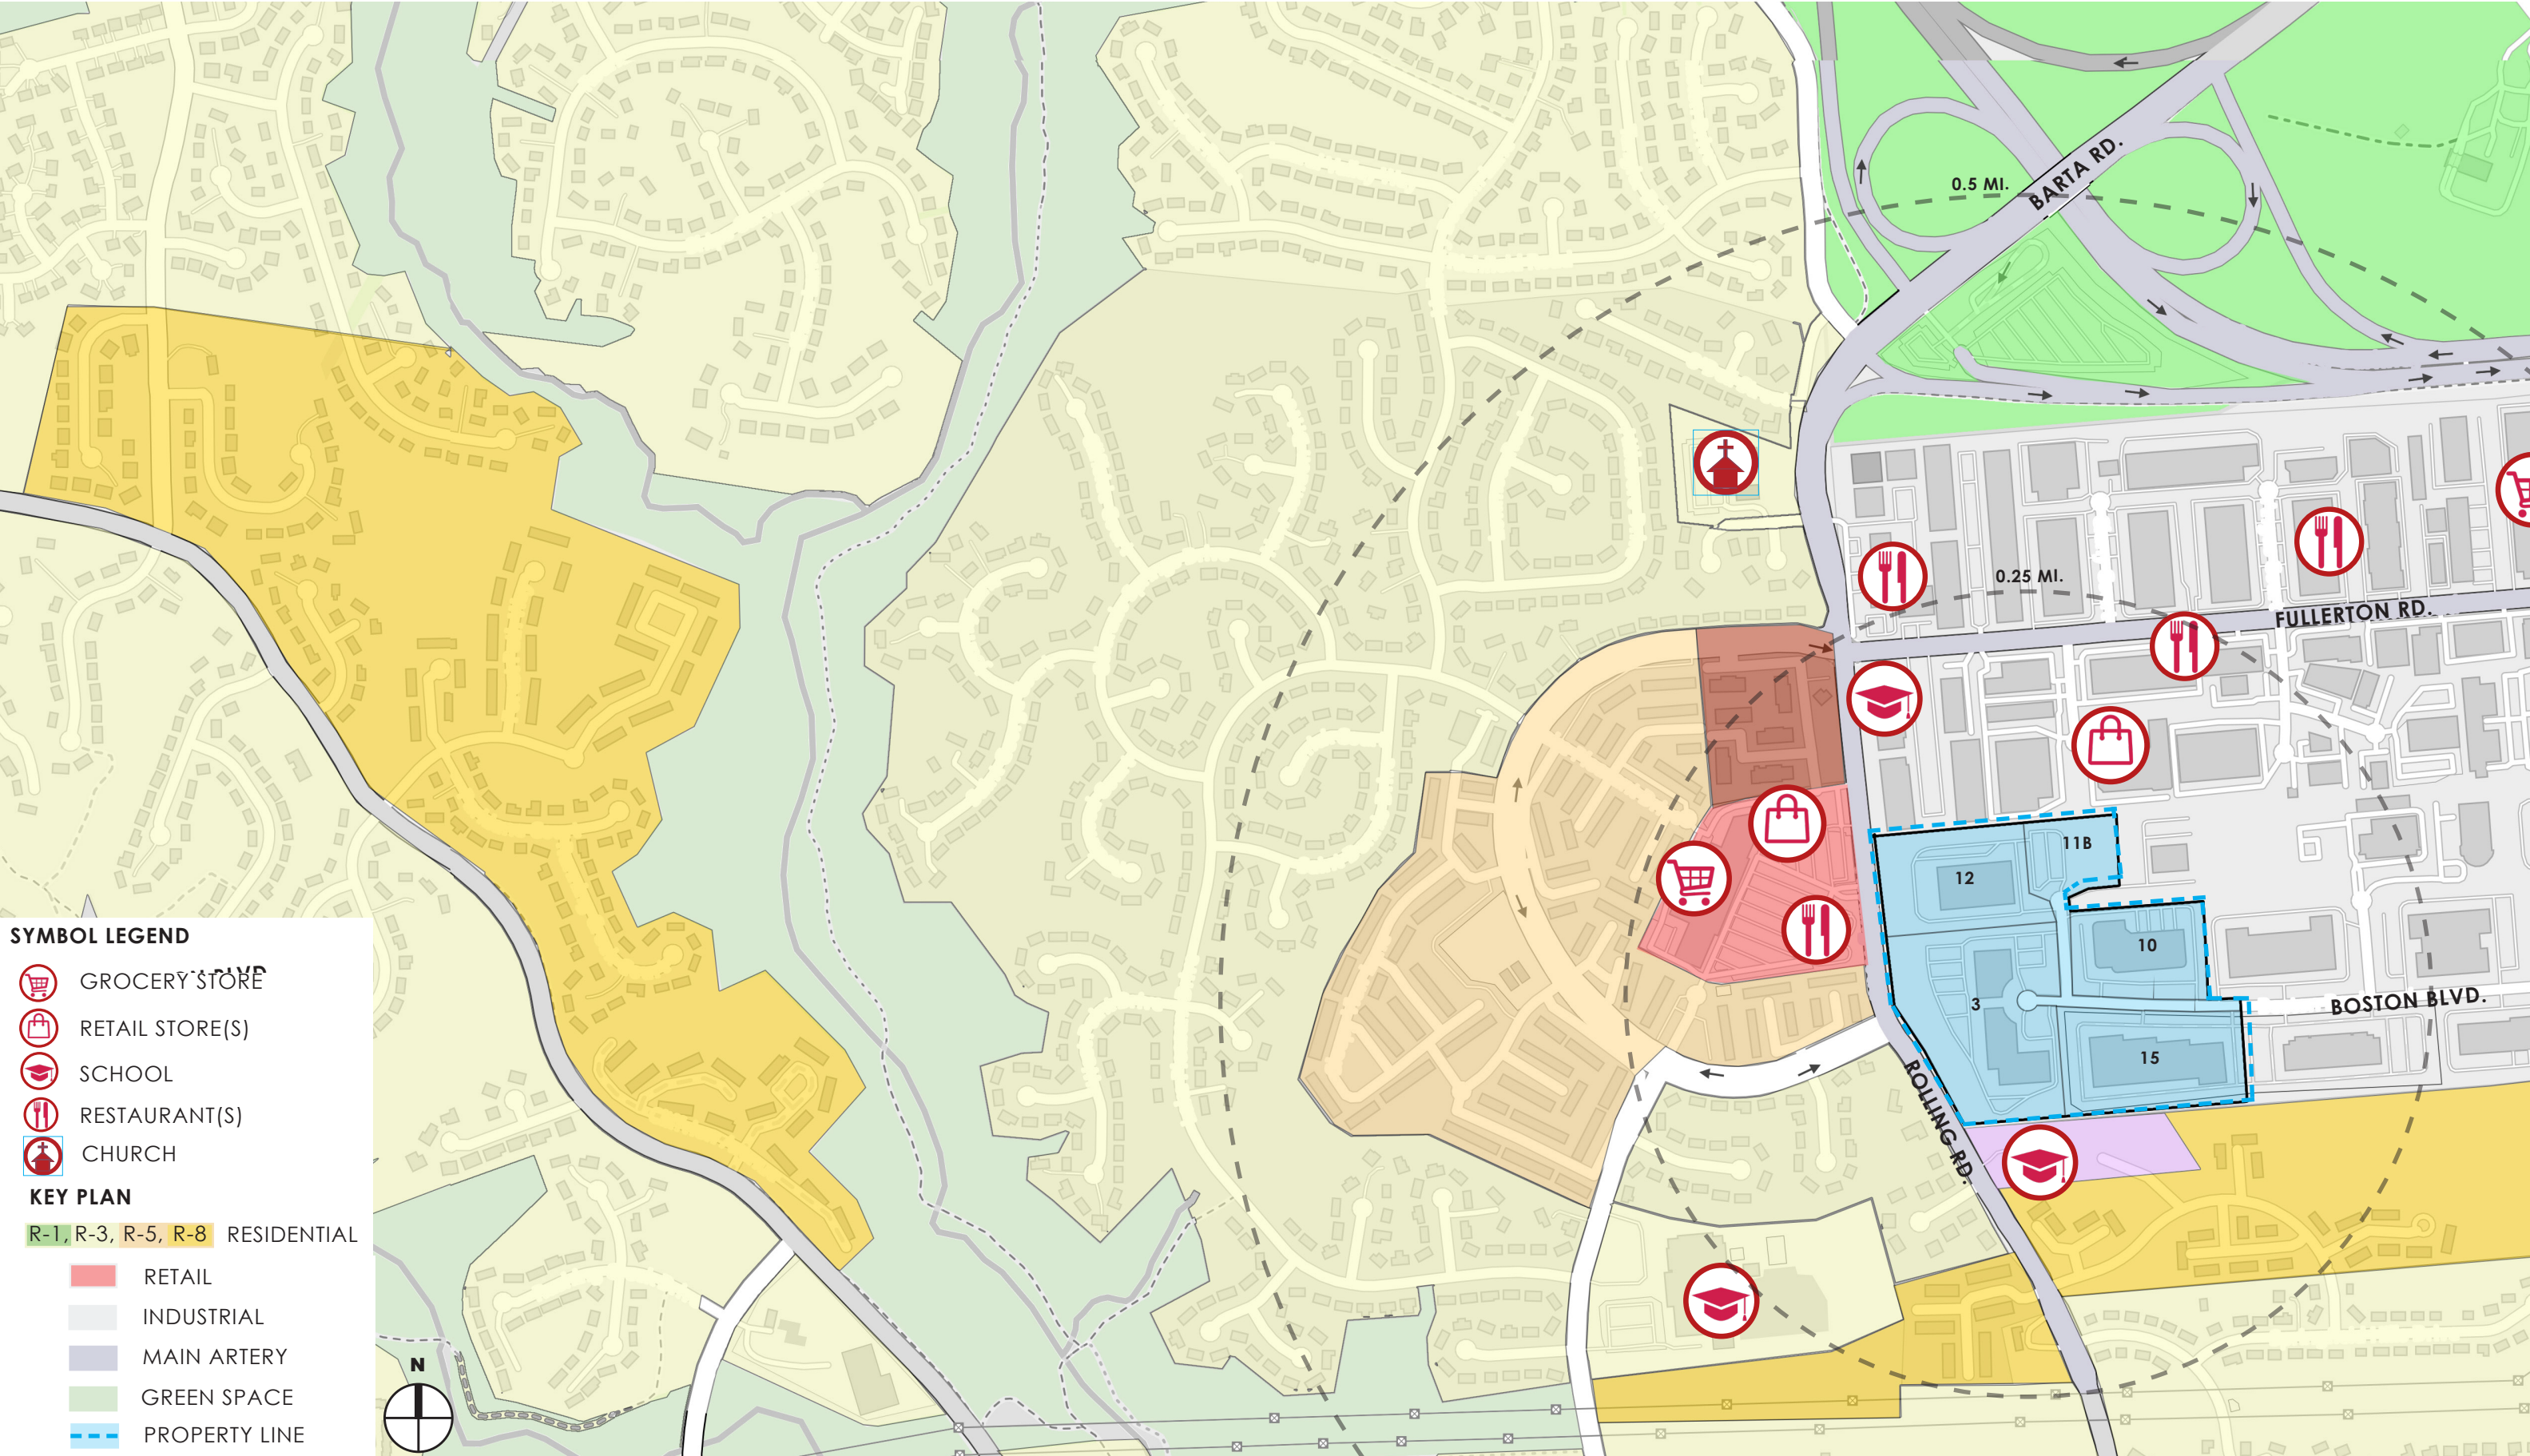 BARTA RD.
0.5 MI.
0.25 MI.
FULLERTON RD.
11B
12
10
3
BOSTON BLVD.
15
ROLLING RD.
SYMBOL LEGEND
GROCERY STORE
RETAIL STORE(S)
SCHOOL
RESTAURANT(S)
CHURCH
KEY PLAN
R-1, R-3, R-5, R-8 RESIDENTIAL
RETAIL
INDUSTRIAL
MAIN ARTERY
GREEN SPACE
PROPERTY LINE
N